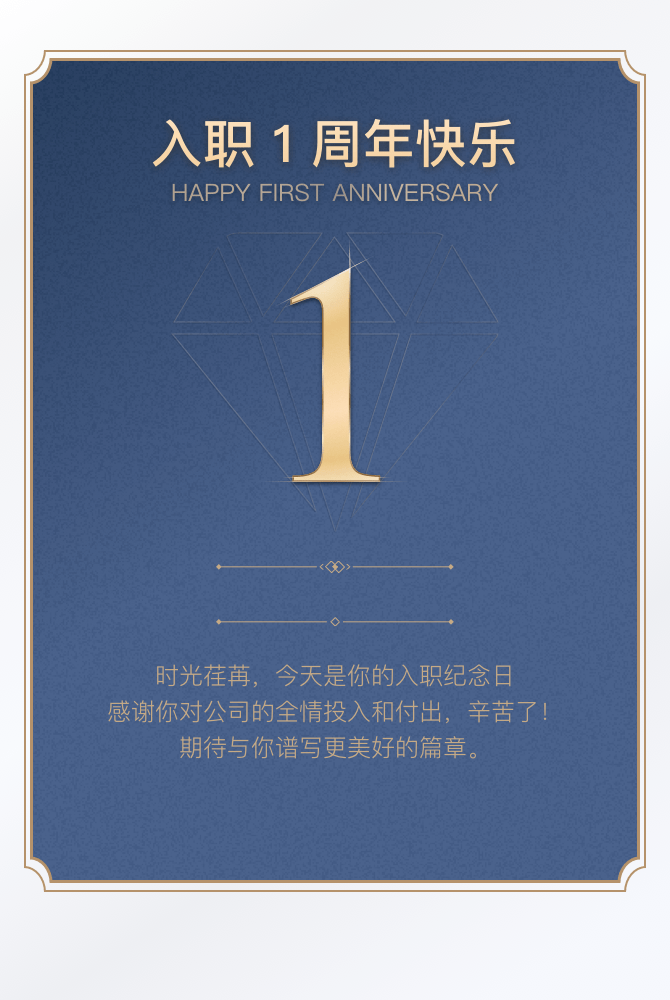 入职 1 周年快乐
HAPPY FIRST ANNIVERSARY
1
时光荏苒，今天是你的入职纪念日
感谢你对公司的全情投入和付出，辛苦了！
期待与你谱写更美好的篇章。